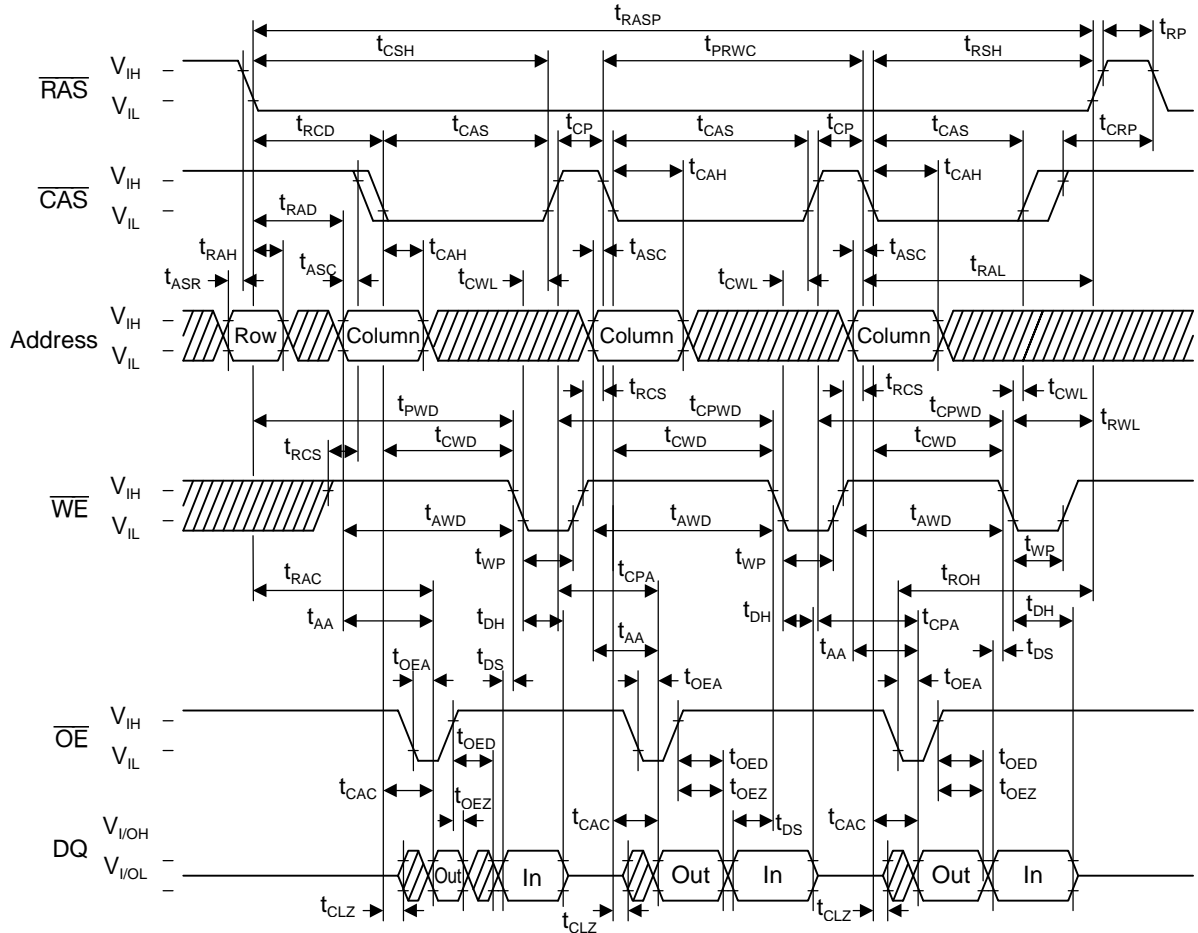 tRASP
tCSH tPRWC tRSH tRP
RAS VIH
VIL
tRCD tCAS tCP tCAS tCP tCAS tCRP
CAS VIH
VIL
tCAH tCAH
tRAD
tRAH tASC tCAH tASC tASC
tASR tCWL tCWL tRAL
Address VIH
VIL
Row Column Column Column
tRCS tRCS tCWL
tPWD tCPWD tCPWD
tRWL
tRCS tCWD tCWD tCWD
WE VIH
VIL
tAWD tAWD tAWD
tWP tWP tWP
tRAC tCPA tROH
tAA tDH tDH tCPA tDH
tAA tAA
tOEA tDS tOEA tOEA tDS
OE VIH
VIL
tOED tOED tOED
tCAC tOEZ tOEZ tOEZ
tCAC tDS tCAC
DQ VI/OH
VI/OL
Out In Out In Out In
tCLZ tCLZ tCLZ